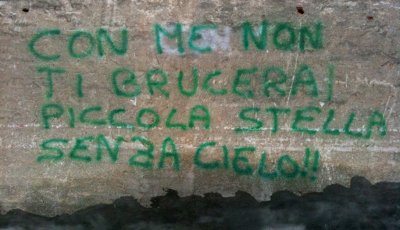 CON ME NON
TI BRUCERAI
PICCOLA STELLA
SENZA CIELO!!